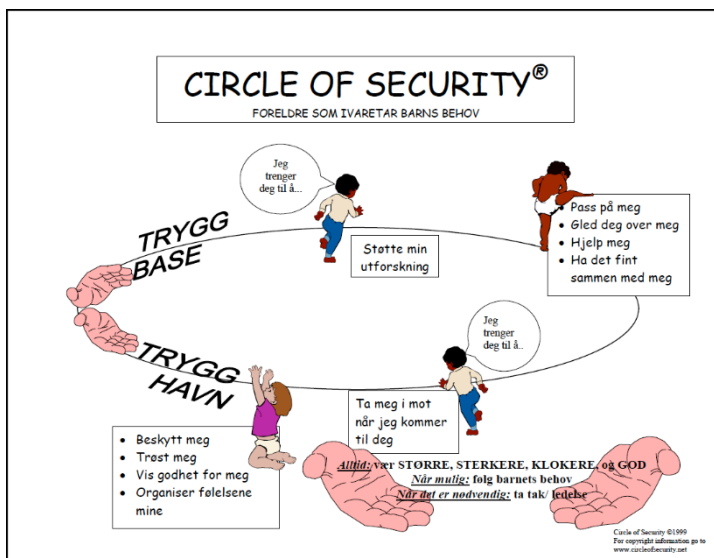 CIRCLE OF SECURITY®
FORELDRE SOM IVARETAR BARNS BEHOV
Jeg
trenger
deg til å...
TRYGG
BASE
Støtte min
utforskning
• Pass på meg
• Gled deg over meg
• Hjelp meg
• Ha det fint
sammen med meg
Jeg
trenger
deg til å..
TRYGG
HAVN
Ta meg i mot
når jeg kommer
til deg
• Beskytt meg
• Trøst meg
• Vis godhet for meg
• Organiser følelsene
mine
Alltid: vær STØRRE, STERKERE, KLOKERE, og GOD
Når mulig: følg barnets behov
Når det er nødvendig: ta tak/ ledelse
Circle of Security ©1999
For copyright information go to
www.circleofsecurity.net